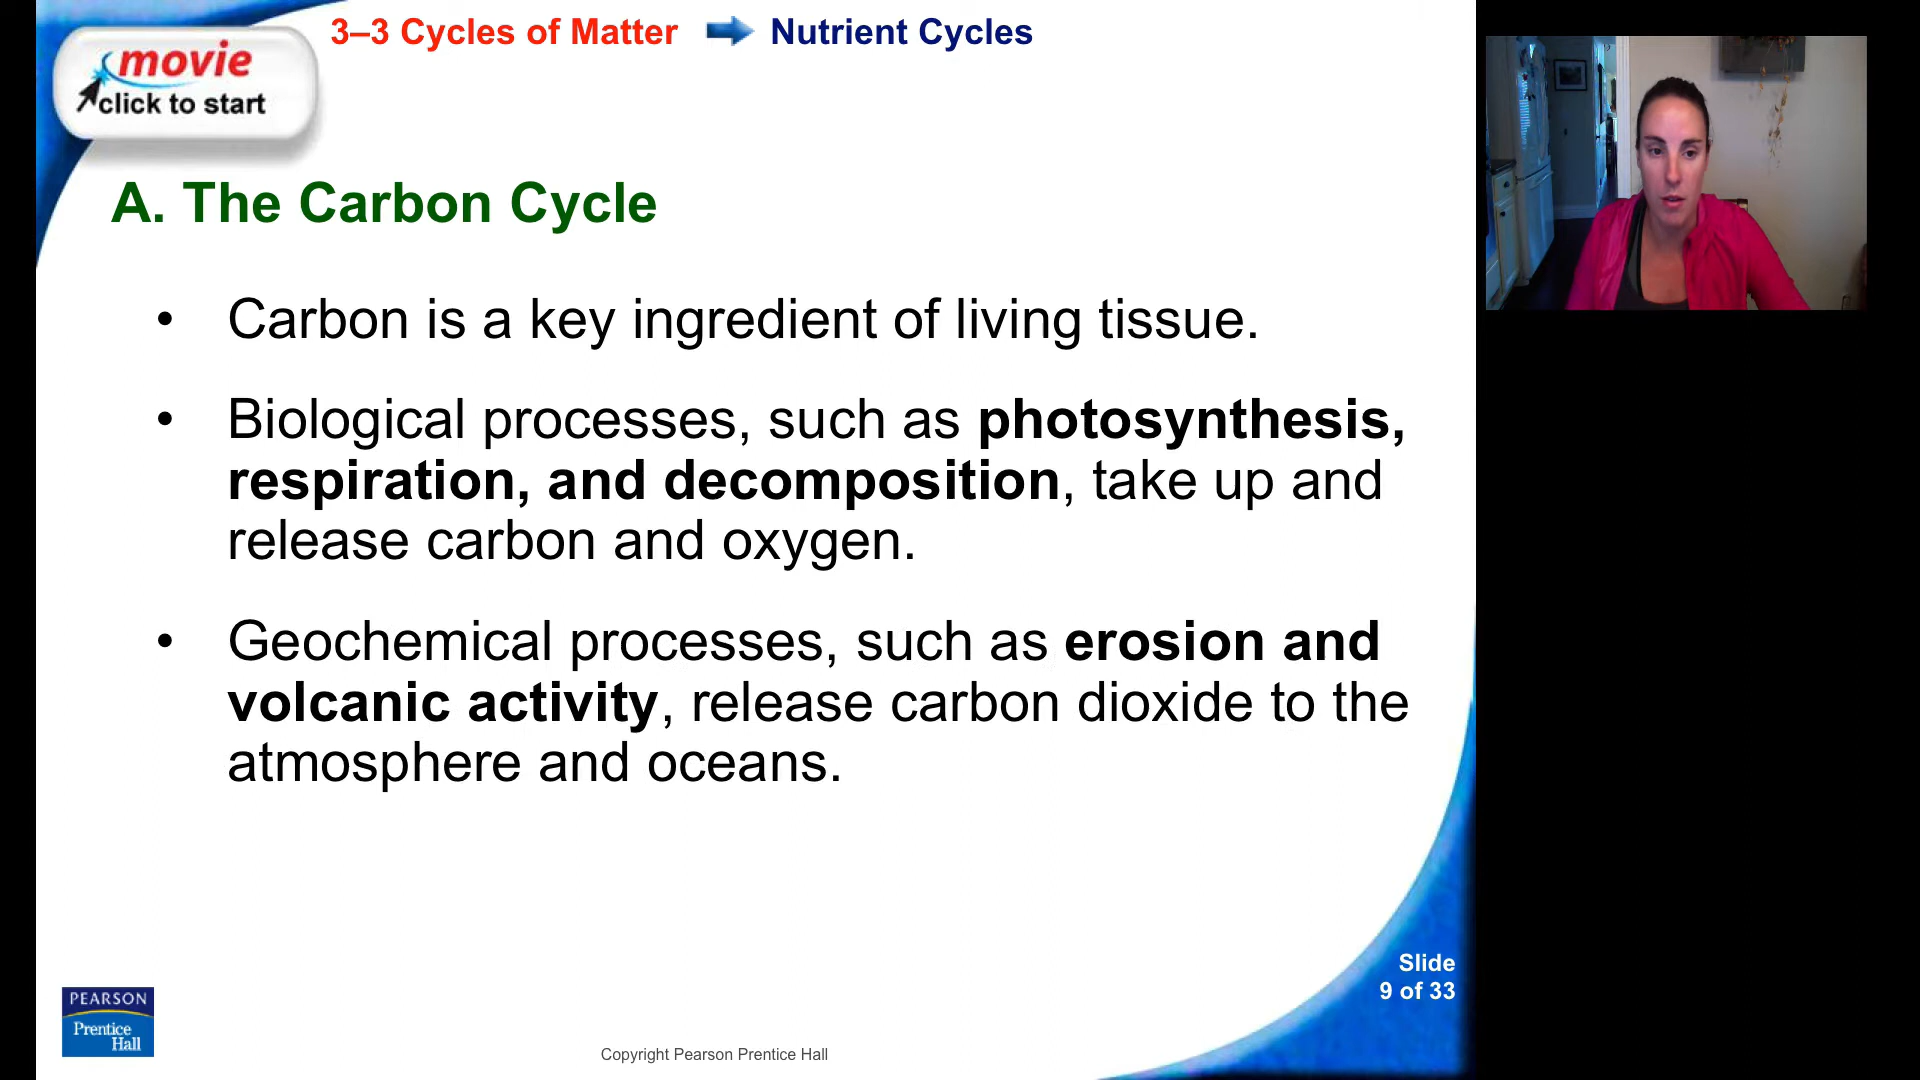 3–3 Cycles of Matter Nutrient Cycles
movie
click to start
A. The Carbon Cycle
• Carbon is a key ingredient of living tissue.
• Biological processes, such as photosynthesis,
respiration, and decomposition, take up and
release carbon and oxygen.
• Geochemical processes, such as erosion and
volcanic activity, release carbon dioxide to the
atmosphere and oceans.
Slide
9 of 33
PEARSON
Prentice
Hall
Copyright Pearson Prentice Hall